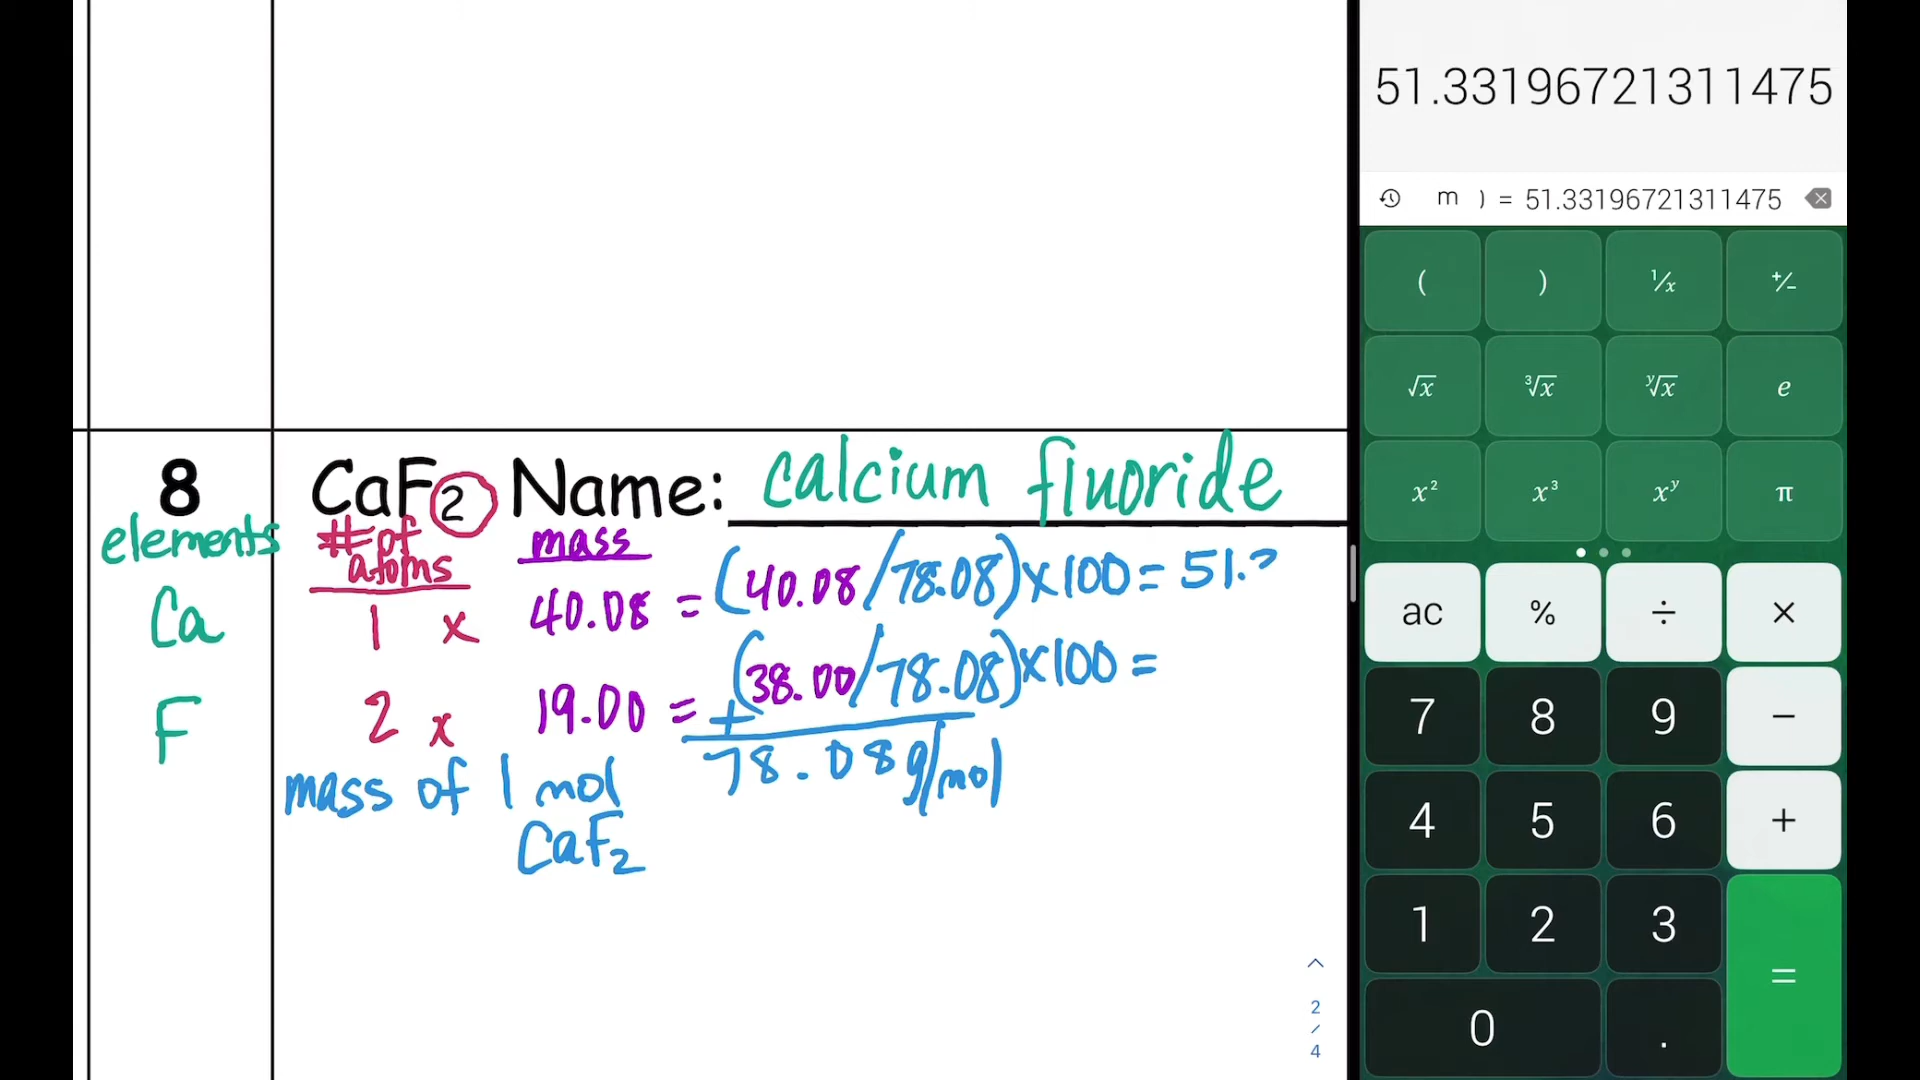 8 CaF₂ Name: calcium fluoride
elements # of atoms mass
Ca 1 x 40.08 = (40.08/78.08)x100 = 51.3
F 2 x 19.00 = + (38.00/78.08)x100 =
78.08 g/mol
mass of 1 mol
CaF₂
2
/
4
51.33196721311475
m ) = 51.33196721311475
( ) 1/x +/-
√x ³√x ʸ√x e
x² x³ xʸ π
ac % ÷ ×
7 8 9 −
4 5 6 +
1 2 3 =
0 .